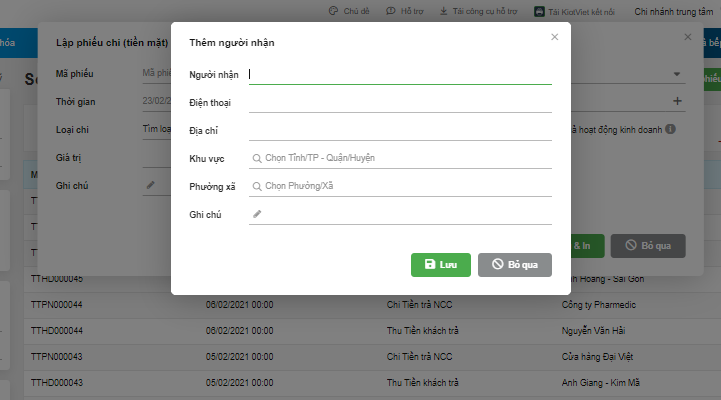 Chủ đề
Hỗ trợ
Tải công cụ hỗ trợ
Tải KiotViet kết nối
Chi nhánh trung tâm
hóa
Lập phiếu chi (tiền mặt)
Thêm người nhận
Mã phiếu
Mã phiế
Người nhận
Thời gian
23/02/2
Điện thoại
Loại chi
Tìm loạ
Địa chỉ
hoạt động kinh doanh
Giá trị
Khu vực
Chọn Tỉnh/TP - Quận/Huyện
Ghi chú
Phường xã
Chọn Phường/Xã
Ghi chú
& In
Bỏ qua
Lưu
Bỏ qua
TTHD000045
Anh Hoàng - Sài Gòn
TTPN000044
06/02/2021 00:00
Chi Tiền trả NCC
Công ty Pharmedic
TTHD000044
06/02/2021 00:00
Thu Tiền khách trả
Nguyễn Văn Hải
TTPN000043
05/02/2021 00:00
Chi Tiền trả NCC
Cửa hàng Đại Việt
TTHD000043
05/02/2021 00:00
Thu Tiền khách trả
Anh Giang - Kim Mã